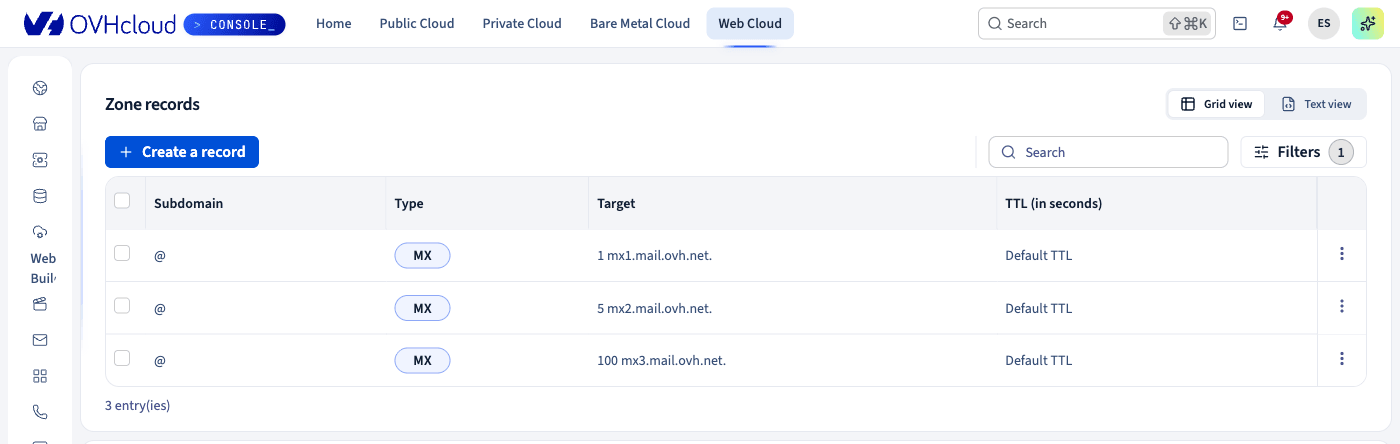 OVHcloud > CONSOLE_ Home Public Cloud Private Cloud Bare Metal Cloud Web Cloud Search ⇧⌘K 9+ ES
Zone records Grid view Text view
+ Create a record Search Filters 1
Subdomain Type Target TTL (in seconds)
@ MX 1 mx1.mail.ovh.net. Default TTL
@ MX 5 mx2.mail.ovh.net. Default TTL
@ MX 100 mx3.mail.ovh.net. Default TTL
3 entry(ies)
Web